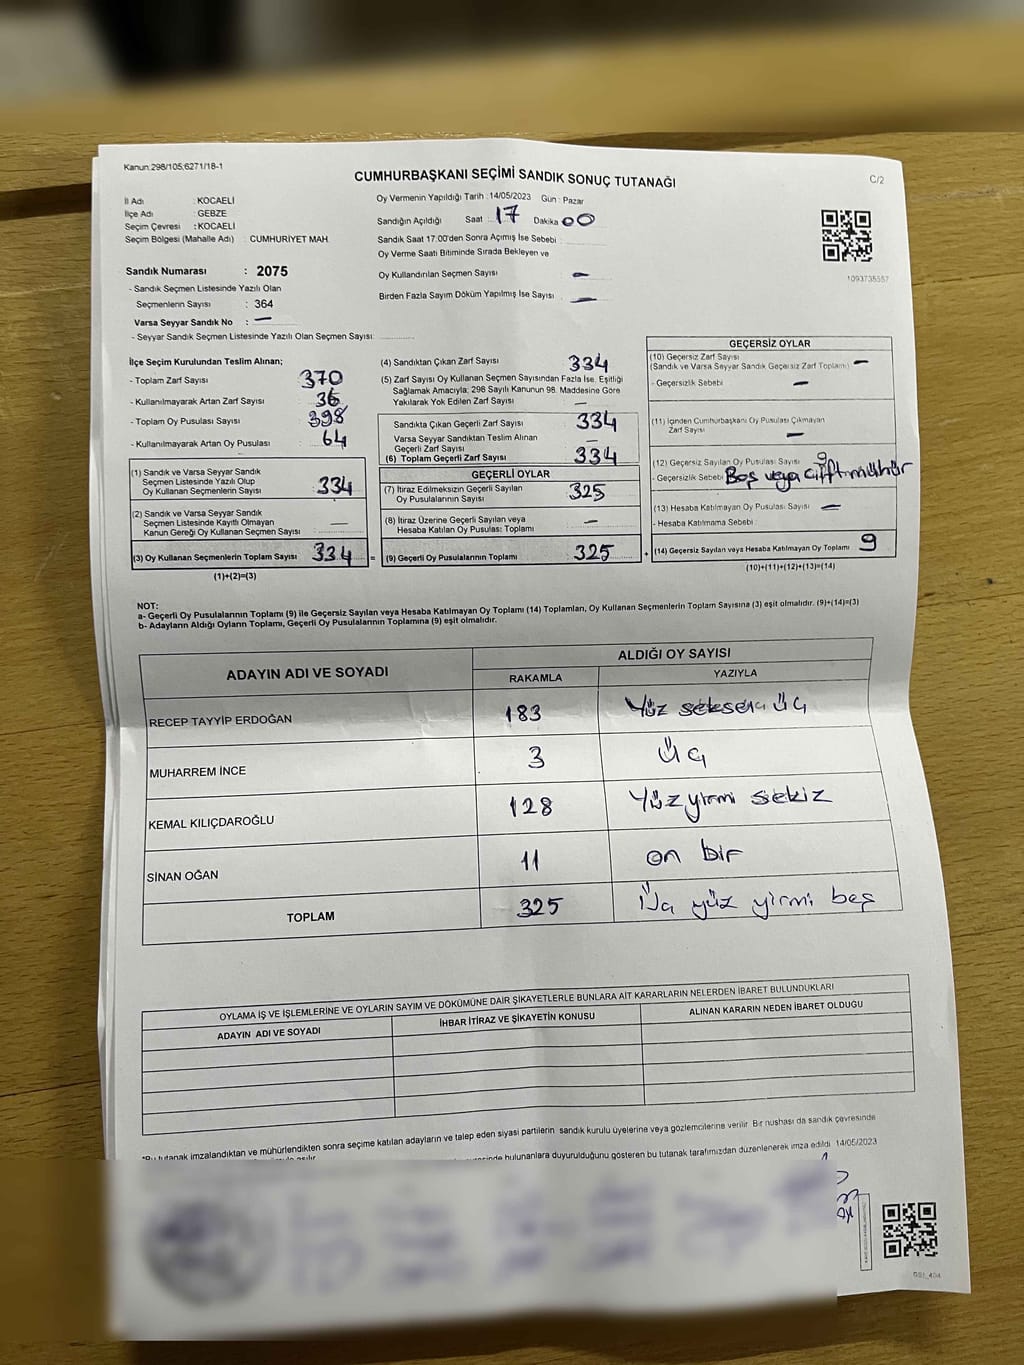 Kanun:298/105,6271/18-1
CUMHURBAŞKANI SEÇİMİ SANDIK SONUÇ TUTANAĞI
C/2
İl Adı : KOCAELİ
İlçe Adı : GEBZE
Seçim Çevresi : KOCAELİ
Seçim Bölgesi (Mahalle Adı) : CUMHURİYET MAH.
Oy Vermenin Yapıldığı Tarih : 14/05/2023 Gün : Pazar
Sandığın Açıldığı Saat : 17 Dakika 00
Sandık Saat 17:00'den Sonra Açımış İse Sebebi
Oy Verme Saati Bitiminde Sırada Bekleyen ve
Oy Kullandırılan Seçmen Sayısı —
Birden Fazla Sayım Döküm Yapılmış İse Sayısı —
1093735557
Sandık Numarası : 2075
- Sandık Seçmen Listesinde Yazılı Olan
Seçmenlerin Sayısı : 364
Varsa Seyyar Sandık No : —
- Seyyar Sandık Seçmen Listesinde Yazılı Olan Seçmen Sayısı:
İlçe Seçim Kurulundan Teslim Alınan;
- Toplam Zarf Sayısı 370
- Kullanılmayarak Artan Zarf Sayısı 36
- Toplam Oy Pusulası Sayısı 398
- Kullanılmayarak Artan Oy Pusulası 64
(1) Sandık ve Varsa Seyyar Sandık
Seçmen Listesinde Yazılı Olup
Oy Kullanan Seçmenlerin Sayısı 334
(2) Sandık ve Varsa Seyyar Sandık
Seçmen Listesinde Kayıtlı Olmayan
Kanun Gereği Oy Kullanan Seçmen Sayısı —
(3) Oy Kullanan Seçmenlerin Toplam Sayısı 334 =
(1)+(2)=(3)
(4) Sandıktan Çıkan Zarf Sayısı 334
(5) Zarf Sayısı Oy Kullanan Seçmen Sayısından Fazla İse, Eşitliği
Sağlamak Amacıyla; 298 Sayılı Kanunun 98. Maddesine Göre
Yakılarak Yok Edilen Zarf Sayısı —
Sandıkta Çıkan Geçerli Zarf Sayısı 334
Varsa Seyyar Sandıktan Teslim Alınan
Geçerli Zarf Sayısı —
(6) Toplam Geçerli Zarf Sayısı 334
GEÇERLİ OYLAR
(7) İtiraz Edilmeksizin Geçerli Sayılan
Oy Pusulalarının Sayısı 325
(8) İtiraz Üzerine Geçerli Sayılan veya
Hesaba Katılan Oy Pusulası Toplamı —
(9) Geçerli Oy Pusulalarının Toplamı 325 +
GEÇERSİZ OYLAR
(10) Geçersiz Zarf Sayısı
(Sandık ve Varsa Seyyar Sandık Geçersiz Zarf Toplamı) —
- Geçersizlik Sebebi —
(11) İçinden Cumhurbaşkanı Oy Pusulası Çıkmayan
Zarf Sayısı —
(12) Geçersiz Sayılan Oy Pusulası Sayısı 9
- Geçersizlik Sebebi Boş veya çift mühür
(13) Hesaba Katılmayan Oy Pusulası Sayısı —
- Hesaba Katılmama Sebebi
(14) Geçersiz Sayılan veya Hesaba Katılmayan Oy Toplamı 9
(10)+(11)+(12)+(13)=(14)
NOT:
a- Geçerli Oy Pusulalarının Toplamı (9) ile Geçersiz Sayılan veya Hesaba Katılmayan Oy Toplamı (14) Toplamları, Oy Kullanan Seçmenlerin Toplam Sayısına (3) eşit olmalıdır. (9)+(14)=(3)
b- Adayların Aldığı Oyların Toplamı, Geçerli Oy Pusulalarının Toplamına (9) eşit olmalıdır.
ADAYIN ADI VE SOYADI
ALDIĞI OY SAYISI
RAKAMLA YAZIYLA
RECEP TAYYİP ERDOĞAN 183 Yüz seksen üç
MUHARREM İNCE 3 Üç
KEMAL KILIÇDAROĞLU 128 Yüz yirmi sekiz
SİNAN OĞAN 11 on bir
TOPLAM 325 Üç yüz yirmi beş
OYLAMA İŞ VE İŞLEMLERİNE VE OYLARIN SAYIM VE DÖKÜMÜNE DAİR ŞİKAYETLERLE BUNLARA AİT KARARLARIN NELERDEN İBARET BULUNDUKLARI
ADAYIN ADI VE SOYADI İHBAR İTİRAZ VE ŞİKAYETİN KONUSU ALINAN KARARIN NEDEN İBARET OLDUĞU
*Bu tutanak imzalandıktan ve mühürlendikten sonra seçime katılan adayların ve talep eden siyasi partilerin sandık kurulu üyelerine veya gözlemcilerine verilir. Bir nushası da sandık çevresinde
bulunanlara duyurulduğunu gösteren bu tutanak tarafımızdan düzenlenerek imza edildi. 14/05/2023